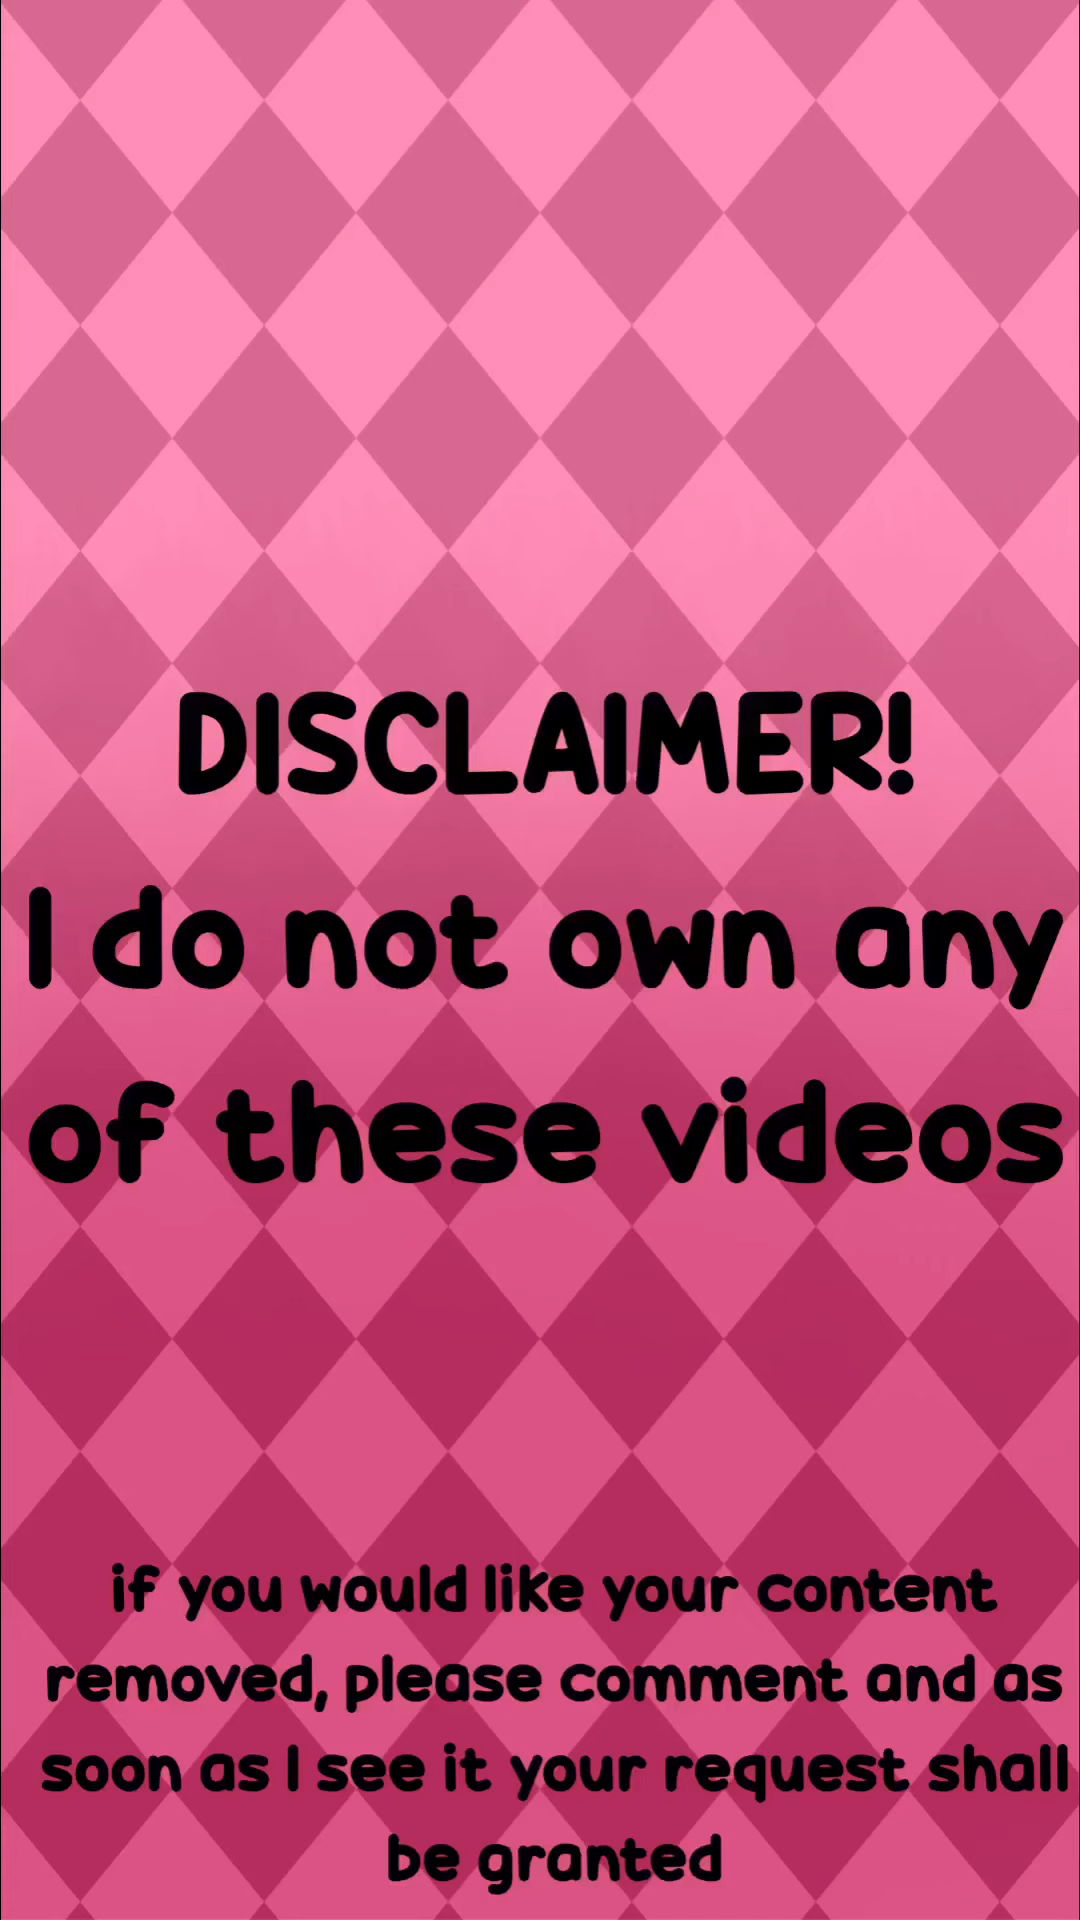 DISCLAIMER!
I do not own any
of these videos
if you would like your content
removed, please comment and as
soon as I see it your request shall
be granted